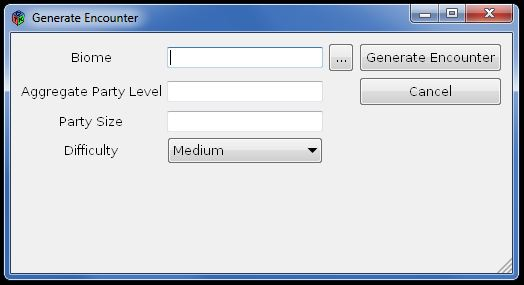 Generate Encounter
Biome ... Generate Encounter
Aggregate Party Level Cancel
Party Size
Difficulty Medium